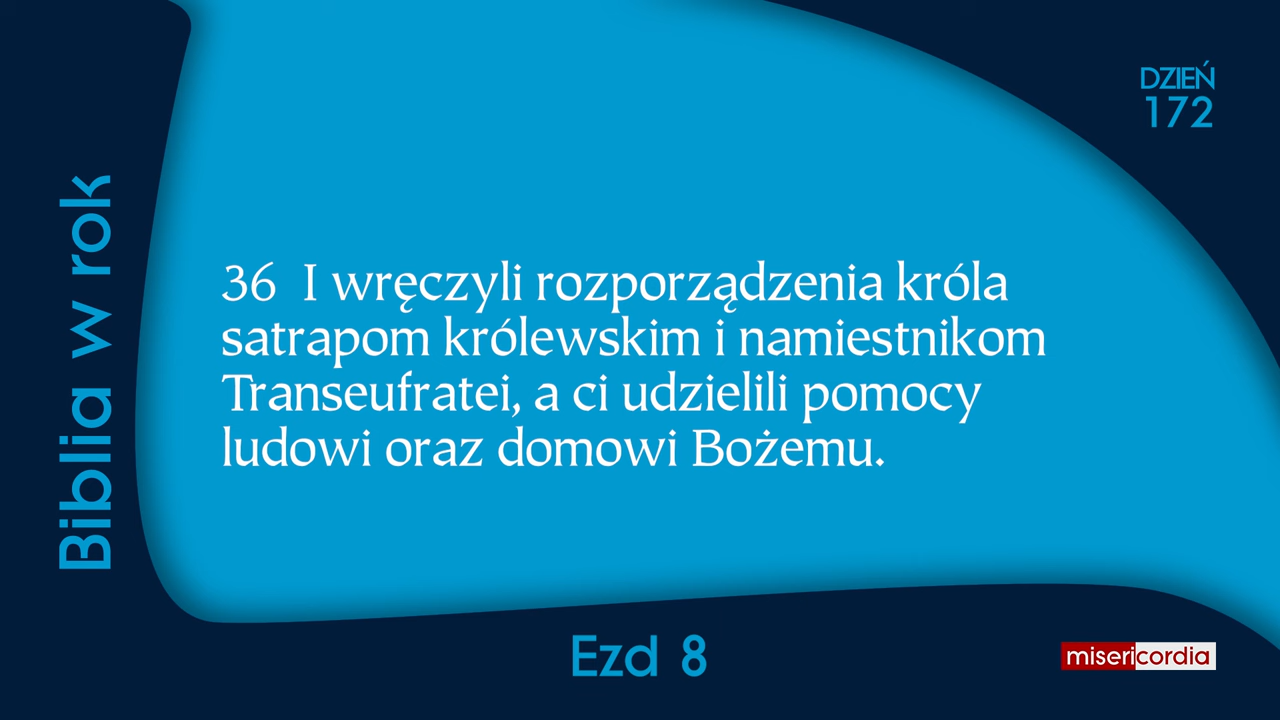 DZIEŃ
172
Biblia w rok
36 I wręczyli rozporządzenia króla
satrapom królewskim i namiestnikom
Transeufratei, a ci udzielili pomocy
ludowi oraz domowi Bożemu.
Ezd 8
misericordia